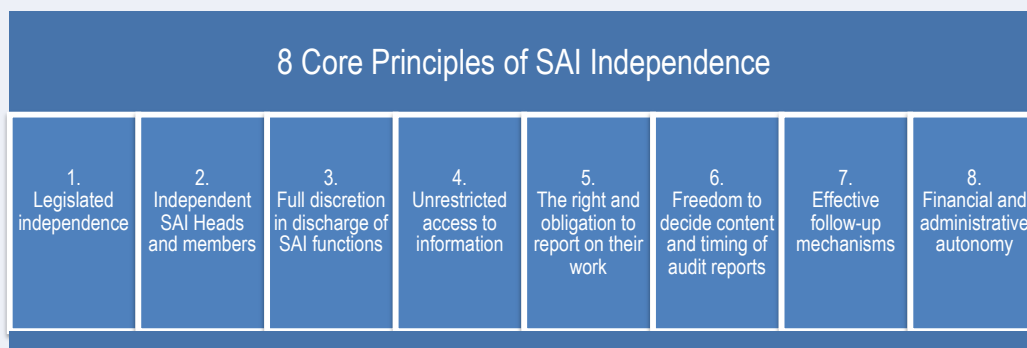 8 Core Principles of SAI Independence
1.
Legislated
independence
2.
Independent
SAI Heads
and members
3.
Full discretion
in discharge of
SAI functions
4.
Unrestricted
access to
information
5.
The right and
obligation to
report on their
work
6.
Freedom to
decide content
and timing of
audit reports
7.
Effective
follow-up
mechanisms
8.
Financial and
administrative
autonomy